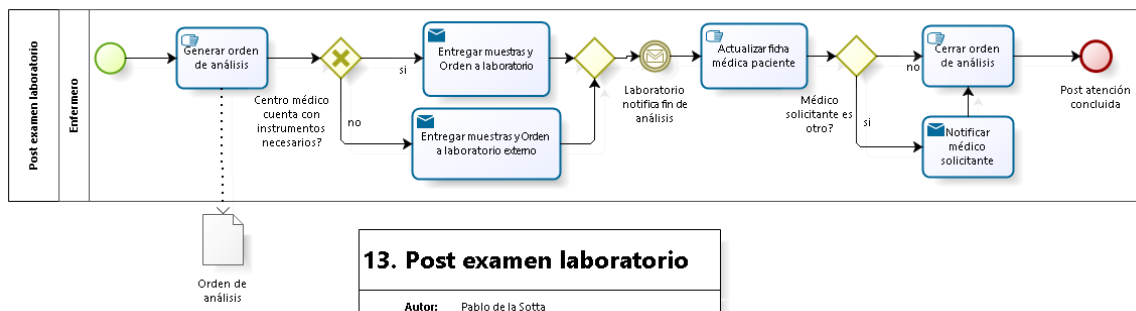 Post examen laboratorio
Enfermero
Generar orden
de análisis
Centro médico
cuenta con
instrumentos
necesarios?
si
no
Entregar muestras y
Orden a laboratorio
Entregar muestras y Orden
a laboratorio externo
Laboratorio
notifica fin de
análisis
Actualizar ficha
médica paciente
Médico
solicitante es
otro?
no
si
Cerrar orden
de análisis
Notificar
médico
solicitante
Post atención
concluida
Orden de
análisis
13. Post examen laboratorio
Autor: Pablo de la Sotta